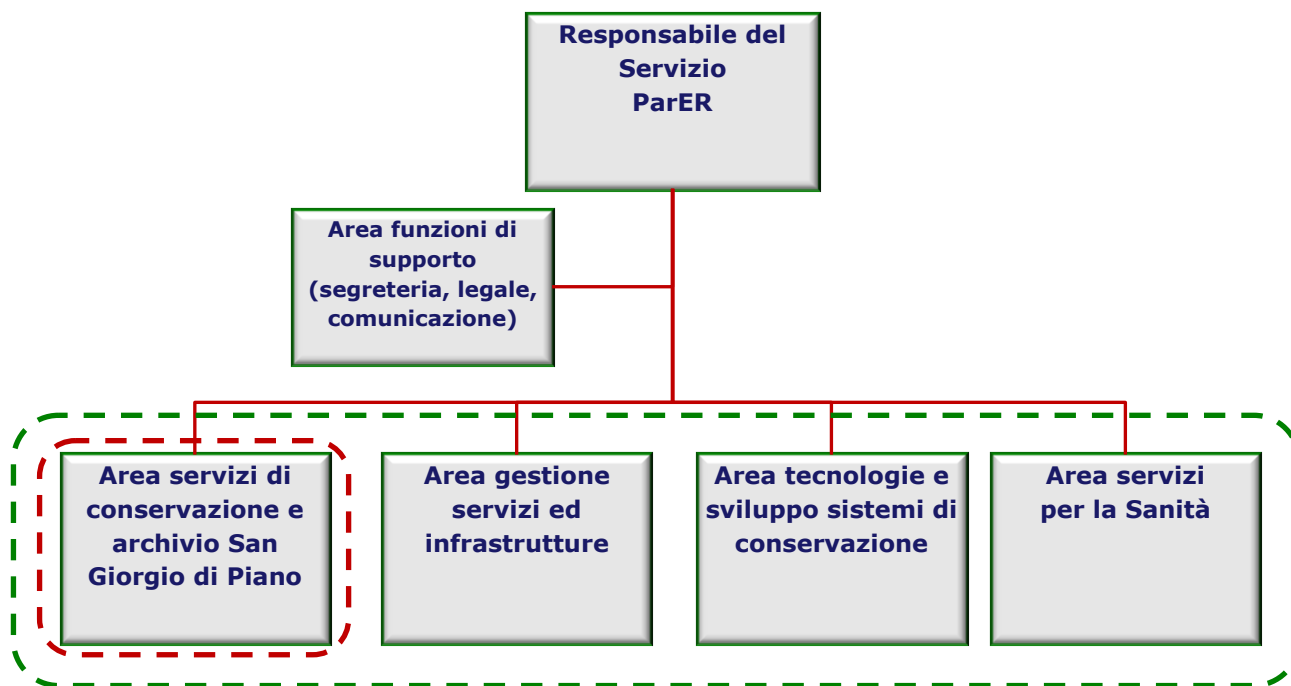 Responsabile del
Servizio
ParER
Area funzioni di
supporto
(segreteria, legale,
comunicazione)
Area servizi di
conservazione e
archivio San
Giorgio di Piano
Area gestione
servizi ed
infrastrutture
Area tecnologie e
sviluppo sistemi di
conservazione
Area servizi
per la Sanità